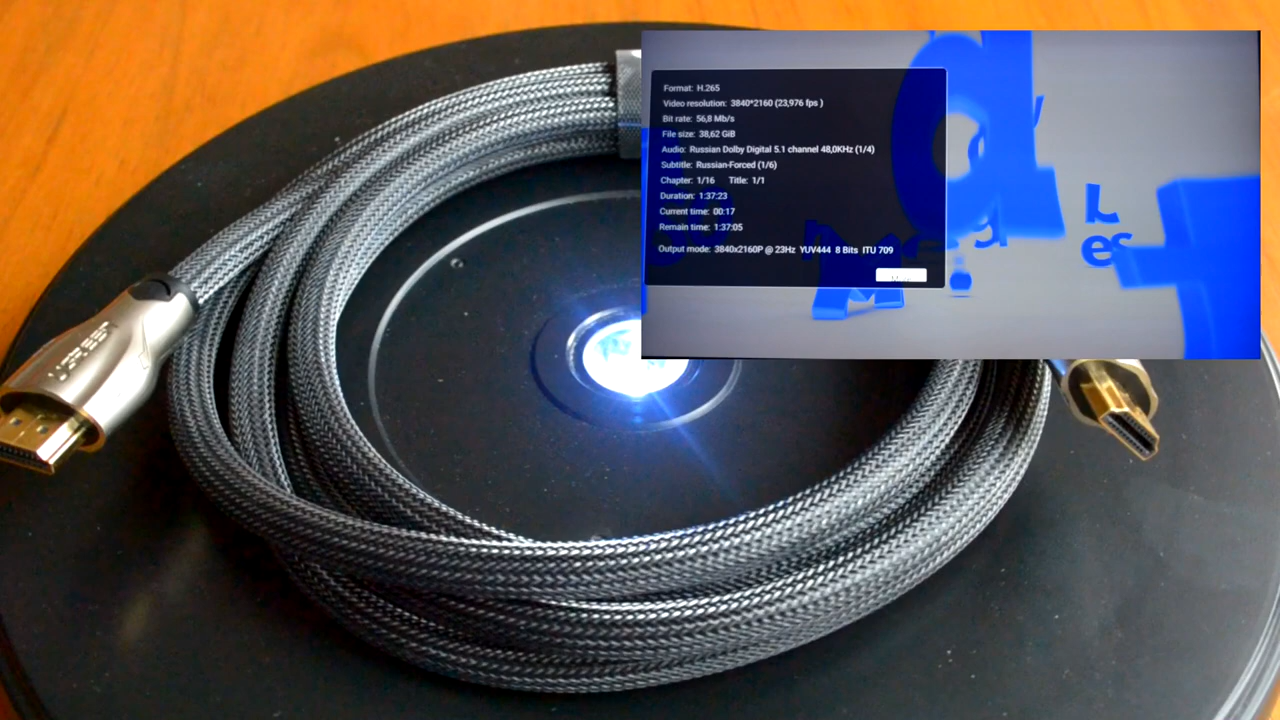 UGREEN
Format: H.265
Video resolution: 3840*2160 (23,976 fps )
Bit rate: 56,8 Mb/s
File size: 38,62 GiB
Audio: Russian Dolby Digital 5.1 channel 48,0KHz (1/4)
Subtitle: Russian-Forced (1/6)
Chapter: 1/16 Title: 1/1
Duration: 1:37:23
Current time: 00:17
Remain time: 1:37:05
Output mode: 3840x2160P @ 23Hz YUV444 8 Bits ITU 709
L
es